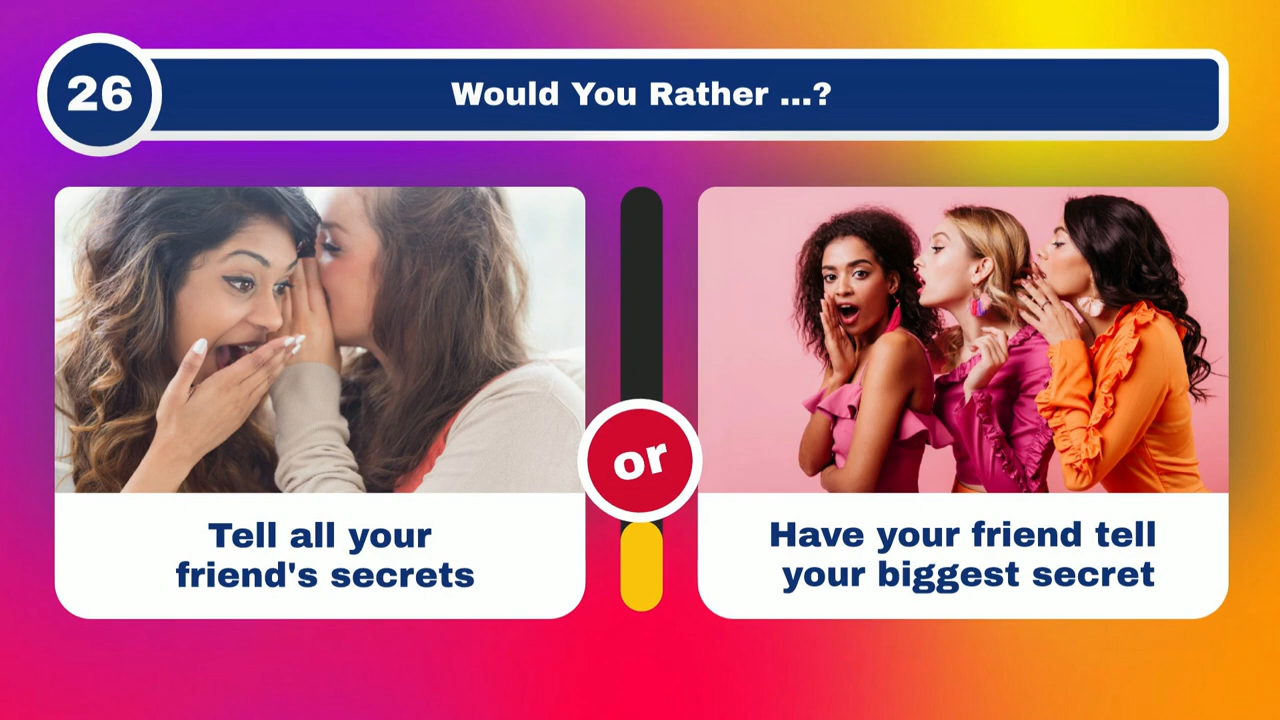 26
Would You Rather ...?
Tell all your
friend's secrets
or
Have your friend tell
your biggest secret